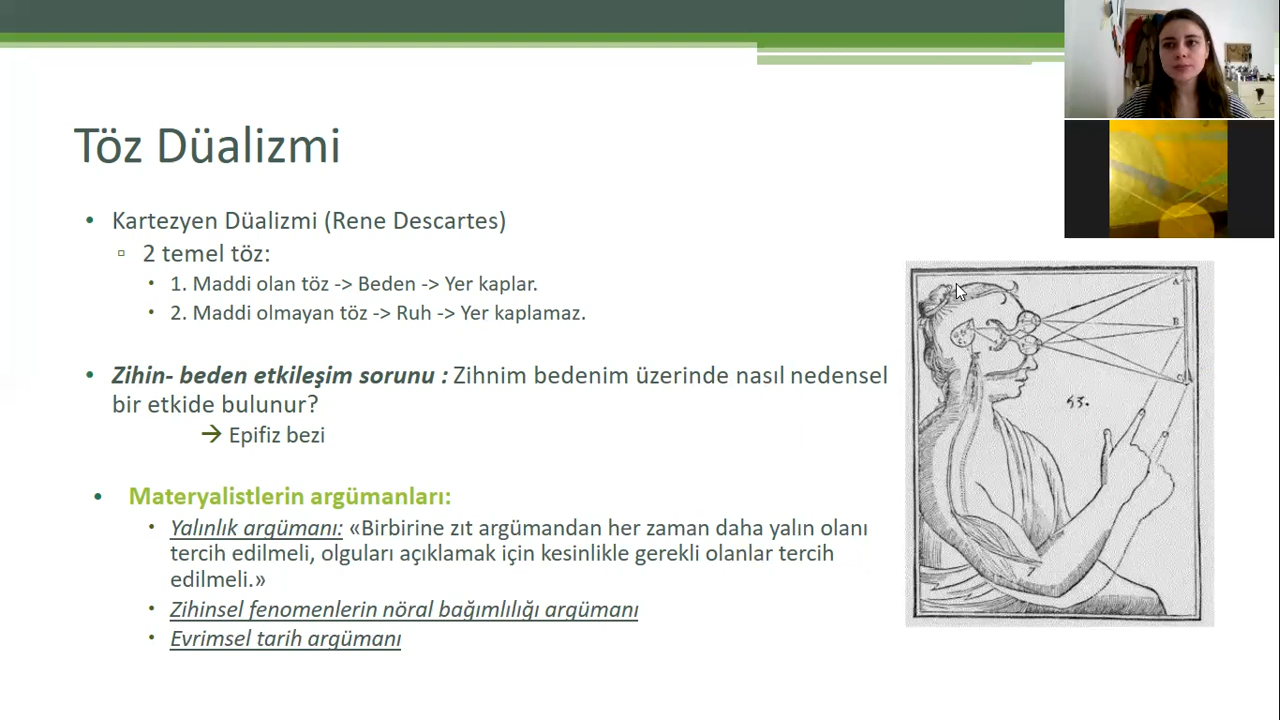 Töz Düalizmi
• Kartezyen Düalizmi (Rene Descartes)
▫ 2 temel töz:
• 1. Maddi olan töz -> Beden -> Yer kaplar.
• 2. Maddi olmayan töz -> Ruh -> Yer kaplamaz.
• Zihin- beden etkileşim sorunu : Zihnim bedenim üzerinde nasıl nedensel
bir etkide bulunur?
→ Epifiz bezi
• Materyalistlerin argümanları:
• Yalınlık argümanı: «Birbirine zıt argümandan her zaman daha yalın olanı
tercih edilmeli, olguları açıklamak için kesinlikle gerekli olanlar tercih
edilmeli.»
• Zihinsel fenomenlerin nöral bağımlılığı argümanı
• Evrimsel tarih argümanı
A
B
C
53.